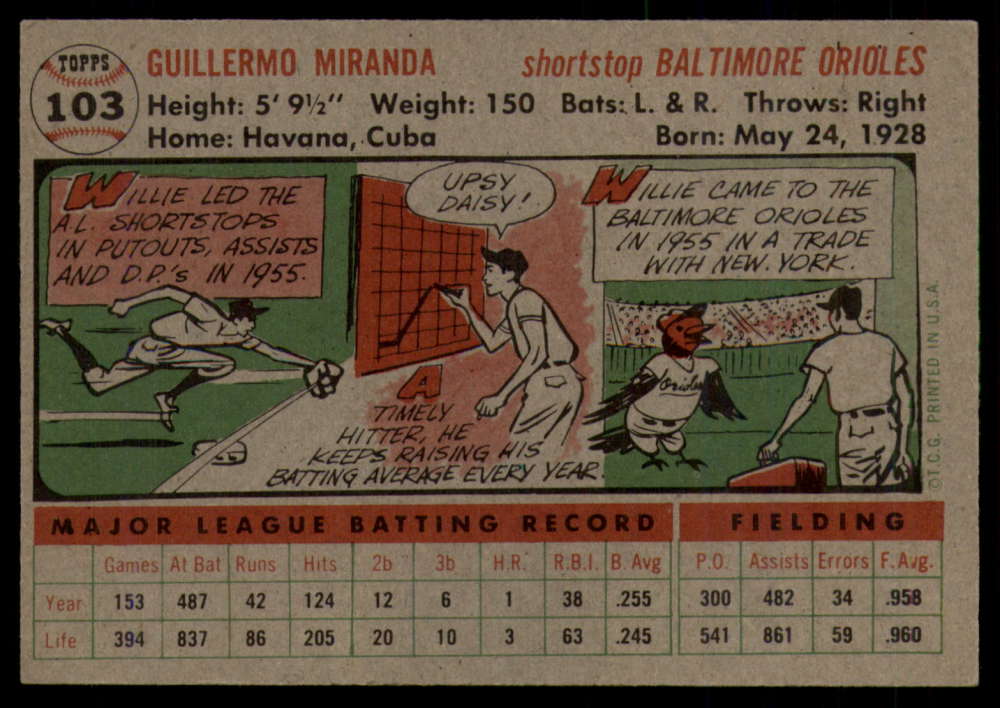 TOPPS
103
GUILLERMO MIRANDA shortstop BALTIMORE ORIOLES
Height: 5' 9½" Weight: 150 Bats: L. & R. Throws: Right
Home: Havana, Cuba Born: May 24, 1928
WILLIE LED THE
A.L. SHORTSTOPS
IN PUTOUTS, ASSISTS
AND D.P.'s IN 1955.
UPSY
DAISY!
A
TIMELY
HITTER, HE
KEEPS RAISING HIS
BATTING AVERAGE EVERY YEAR.
WILLIE CAME TO THE
BALTIMORE ORIOLES
IN 1955 IN A TRADE
WITH NEW YORK.
Orioles
©T.C.G. PRINTED IN U.S.A.
MAJOR LEAGUE BATTING RECORD FIELDING
Games At Bat Runs Hits 2b 3b H.R. R.B.I. B. Avg P.O. Assists Errors F. Avg.
Year 153 487 42 124 12 6 1 38 .255 300 482 34 .958
Life 394 837 86 205 20 10 3 63 .245 541 861 59 .960